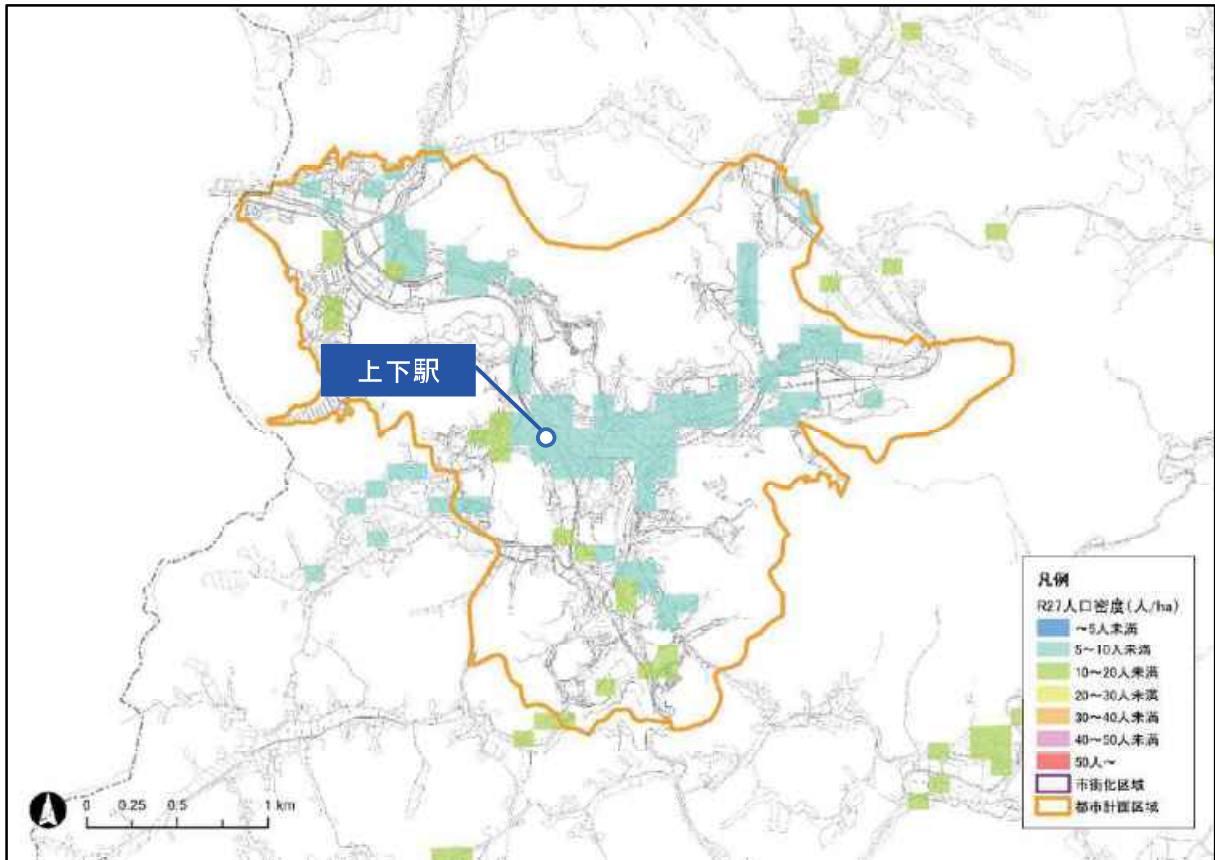 上下駅
凡例
R27人口密度(人/ha)
～5人未満
5～10人未満
10～20人未満
20～30人未満
30～40人未満
40～50人未満
50人～
市街化区域
都市計画区域
0 0.25 0.5 1 km